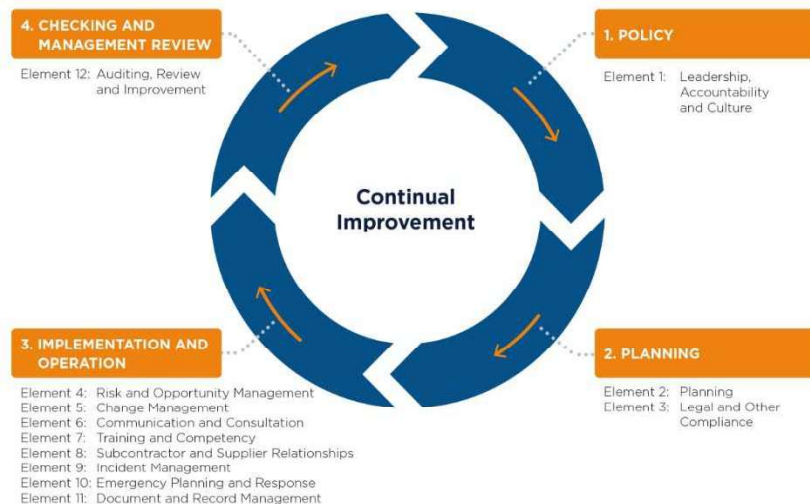 4. CHECKING AND
MANAGEMENT REVIEW
Element 12: Auditing, Review
and Improvement
1. POLICY
Element 1: Leadership,
Accountability
and Culture
Continual
Improvement
3. IMPLEMENTATION AND
OPERATION
Element 4: Risk and Opportunity Management
Element 5: Change Management
Element 6: Communication and Consultation
Element 7: Training and Competency
Element 8: Subcontractor and Supplier Relationships
Element 9: Incident Management
Element 10: Emergency Planning and Response
Element 11: Document and Record Management
2. PLANNING
Element 2: Planning
Element 3: Legal and Other
Compliance